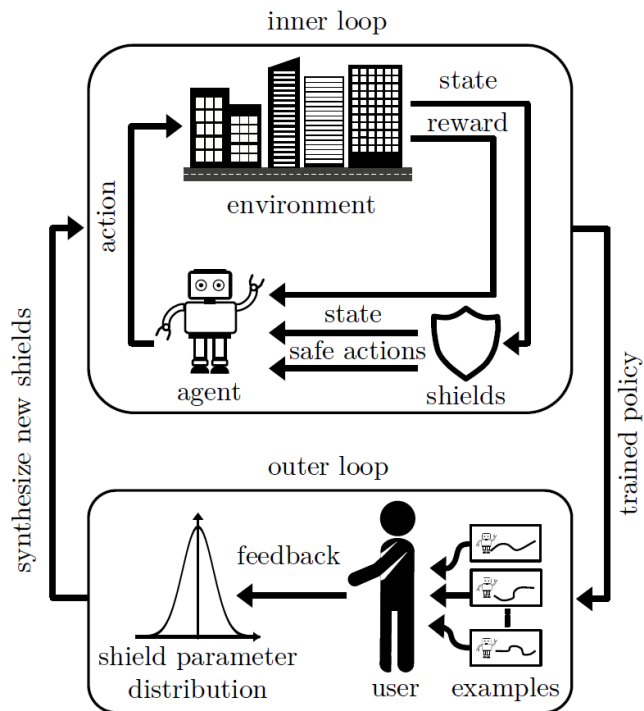 inner loop
state
reward
environment
action
state
safe actions
agent
shields
synthesize new shields
trained policy
outer loop
feedback
shield parameter
distribution
user
examples